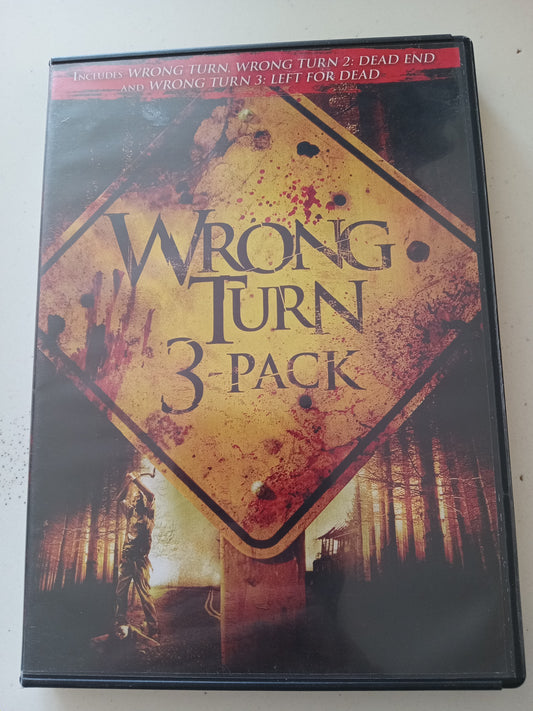 INCLUDES WRONG TURN, WRONG TURN 2: DEAD END
AND WRONG TURN 3: LEFT FOR DEAD
WRONG
TURN
3-PACK